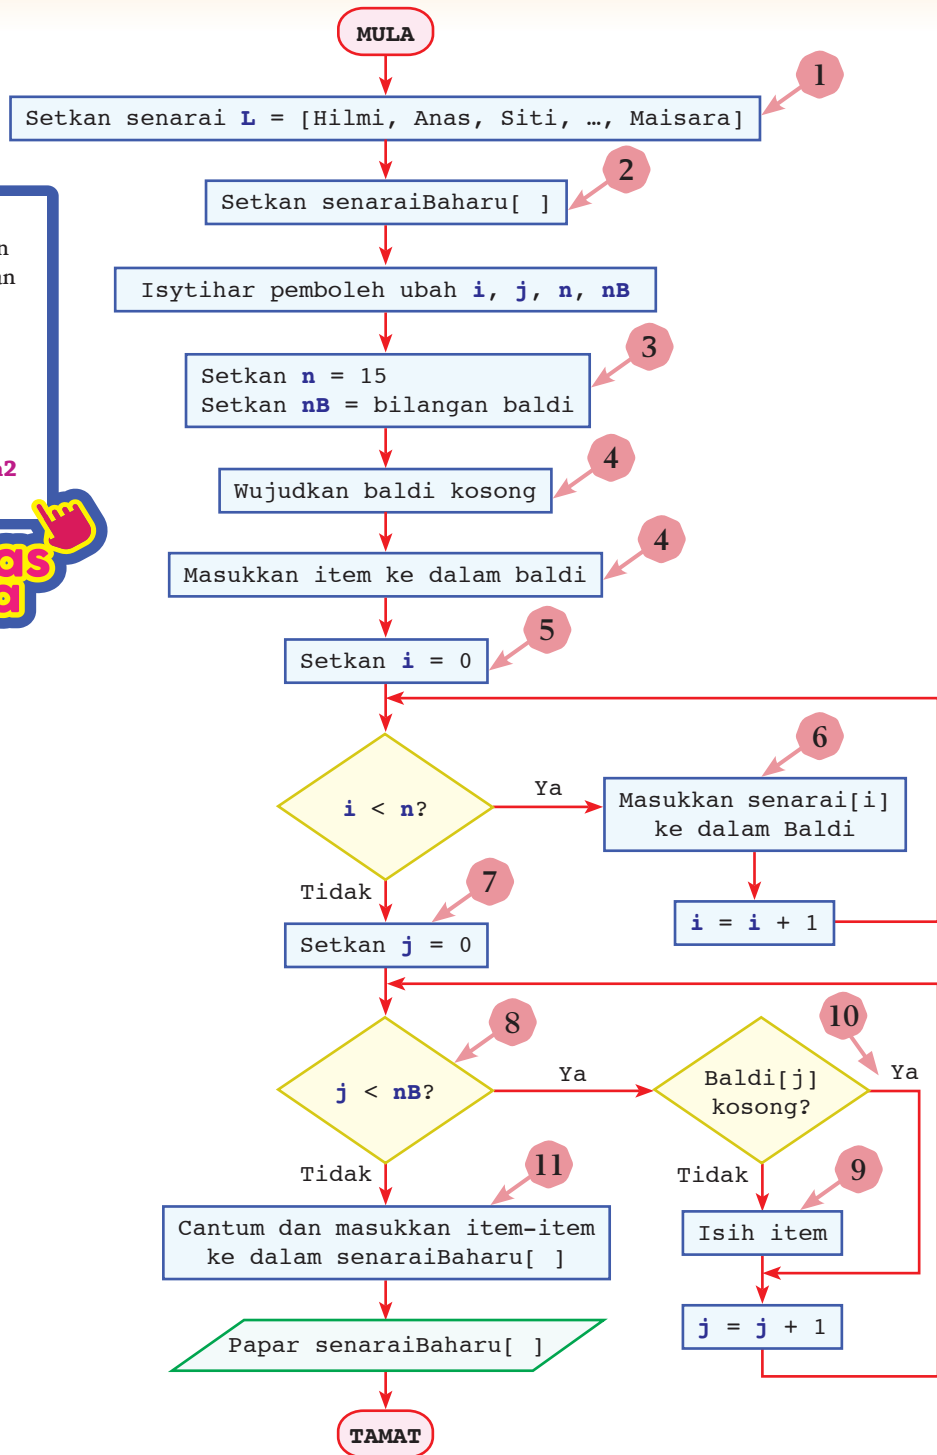 MULA
1
Setkan senarai L = [Hilmi, Anas, Siti, …, Maisara]
2
Setkan senaraiBaharu[ ]
Isytihar pemboleh ubah i, j, n, nB
3
Setkan n = 15
Setkan nB = bilangan baldi
4
Wujudkan baldi kosong
4
Masukkan item ke dalam baldi
5
Setkan i = 0
i < n?
Ya
6
Masukkan senarai[i]
ke dalam Baldi
i = i + 1
Tidak
7
Setkan j = 0
8
j < nB?
Ya
Baldi[j]
kosong?
10
Ya
Tidak
9
Isih item
j = j + 1
Tidak
11
Cantum dan masukkan item-item
ke dalam senaraiBaharu[ ]
Papar senaraiBaharu[ ]
TAMAT